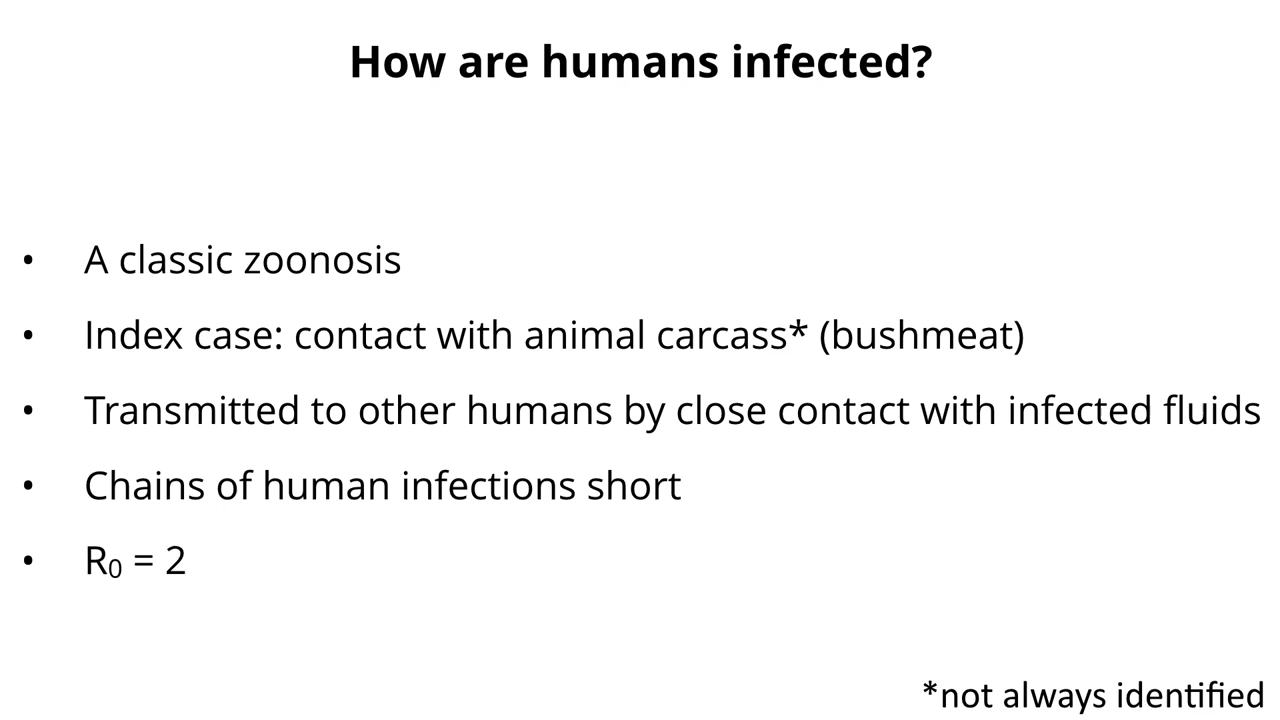 How are humans infected?
• A classic zoonosis
• Index case: contact with animal carcass* (bushmeat)
• Transmitted to other humans by close contact with infected fluids
• Chains of human infections short
• R₀ = 2
*not always identified